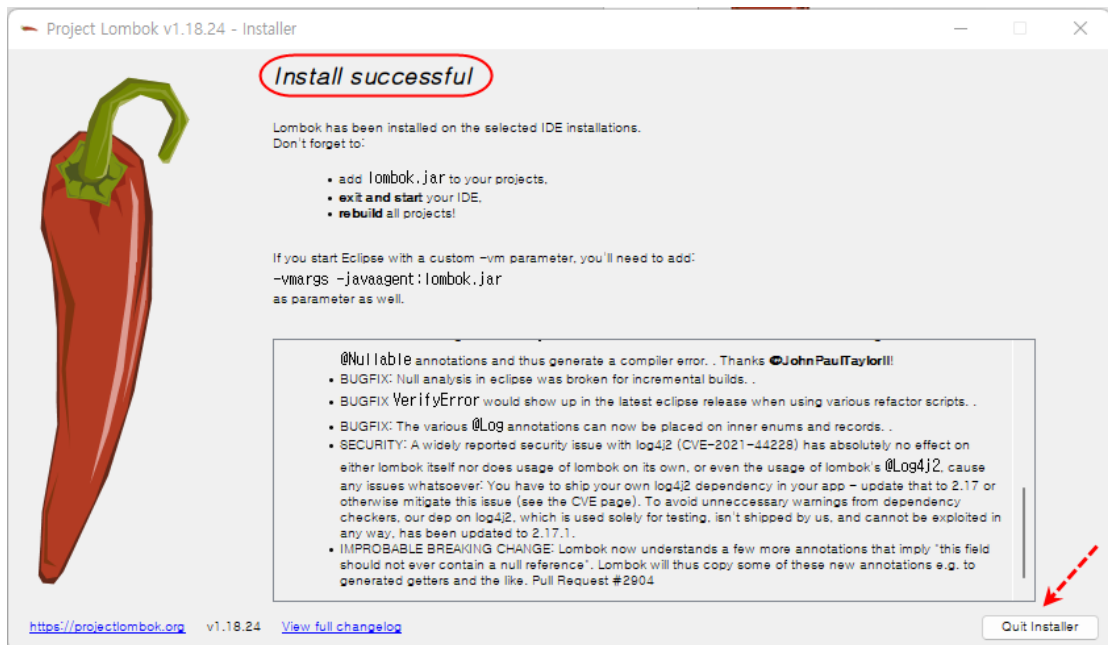 Project Lombok v1.18.24 - Installer
Install successful
Lombok has been installed on the selected IDE installations.
Don't forget to:
• add lombok.jar to your projects,
• exit and start your IDE,
• rebuild all projects!
If you start Eclipse with a custom -vm parameter, you'll need to add:
-vmargs -javaagent:lombok.jar
as parameter as well.
@Nullable annotations and thus generate a compiler error. . Thanks @JohnPaulTaylorII!
• BUGFIX: Null analysis in eclipse was broken for incremental builds. .
• BUGFIX VerifyError would show up in the latest eclipse release when using various refactor scripts. .
• BUGFIX: The various @Log annotations can now be placed on inner enums and records. .
• SECURITY: A widely reported security issue with log4j2 (CVE-2021-44228) has absolutely no effect on
either lombok itself nor does usage of lombok on its own, or even the usage of lombok's @Log4j2, cause
any issues whatsoever: You have to ship your own log4j2 dependency in your app - update that to 2.17 or
otherwise mitigate this issue (see the CVE page). To avoid unneccessary warnings from dependency
checkers, our dep on log4j2, which is used solely for testing, isn't shipped by us, and cannot be exploited in
any way, has been updated to 2.17.1.
• IMPROBABLE BREAKING CHANGE: Lombok now understands a few more annotations that imply "this field
should not ever contain a null reference". Lombok will thus copy some of these new annotations e.g. to
generated getters and the like. Pull Request #2904
https://projectlombok.org v1.18.24 View full changelog Quit Installer